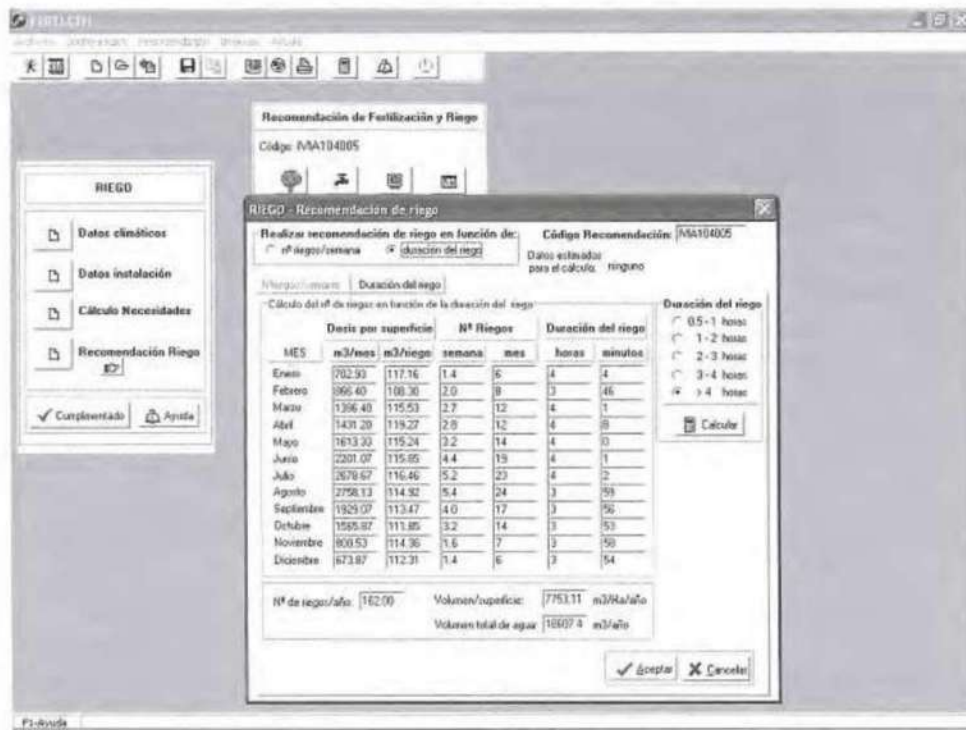 Recomendación de Fertilización y Riego
Código IVIA104005
RIEGO
Datos climáticos
Datos instalación
Cálculo Necesidades
Recomendación Riego
Cumplimentado Ayuda
RIEGO - Recomendación de riego
Realizar recomendación de riego en función de:
nº riegos/semana duración del riego
Código Recomendación: IVIA104005
Datos estimados
para el cálculo: ninguno
Duración del riego
Cálculo del nº de riegos en función de la duración del riego
Dosis por superficie Nº Riegos Duración del riego
MES m3/mes m3/riego semana mes horas minutos
Enero 702.93 117.16 1.4 6 4 4
Febrero 866.40 108.30 2.0 8 3 46
Marzo 1386.40 115.53 2.7 12 4 1
Abril 1431.20 119.27 2.8 12 4 8
Mayo 1613.33 115.24 3.2 14 4 0
Junio 2201.07 115.85 4.4 19 4 1
Julio 2678.67 116.46 5.2 23 4 2
Agosto 2758.13 114.92 5.4 24 3 59
Septiembre 1929.07 113.47 4.0 17 3 56
Octubre 1565.87 111.85 3.2 14 3 53
Noviembre 800.53 114.36 1.6 7 3 58
Diciembre 673.87 112.31 1.4 6 3 54
Duración del riego
0.5 - 1 horas
1 - 2 horas
2 - 3 horas
3 - 4 horas
> 4 horas
Calcular
Nº de riegos/año: 162.00 Volumen/superficie: 7753.11 m3/Ha/año
Volumen total de agua: 18607.4 m3/año
Aceptar Cancelar
F1-Ayuda